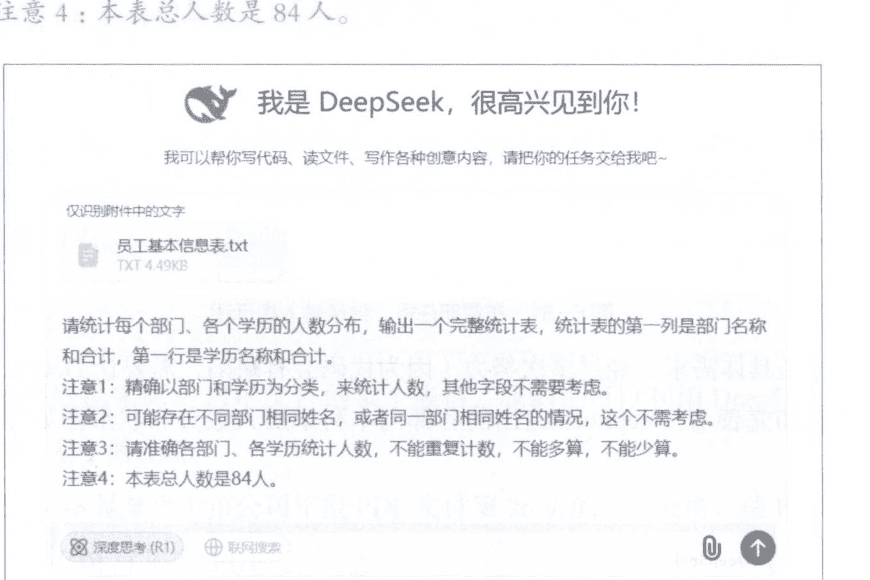 注意 4：本表总人数是 84 人。
我是 DeepSeek，很高兴见到你！
我可以帮你写代码、读文件、写作各种创意内容，请把你的任务交给我吧~
仅识别附件中的文字
员工基本信息表.txt
TXT 4.49KB
请统计每个部门、各个学历的人数分布，输出一个完整统计表，统计表的第一列是部门名称
和合计，第一行是学历名称和合计。
注意1：精确以部门和学历为分类，来统计人数，其他字段不需要考虑。
注意2：可能存在不同部门相同姓名，或者同一部门相同姓名的情况，这个不需考虑。
注意3：请准确各部门、各学历统计人数，不能重复计数，不能多算，不能少算。
注意4：本表总人数是84人。
深度思考 (R1) 联网搜索